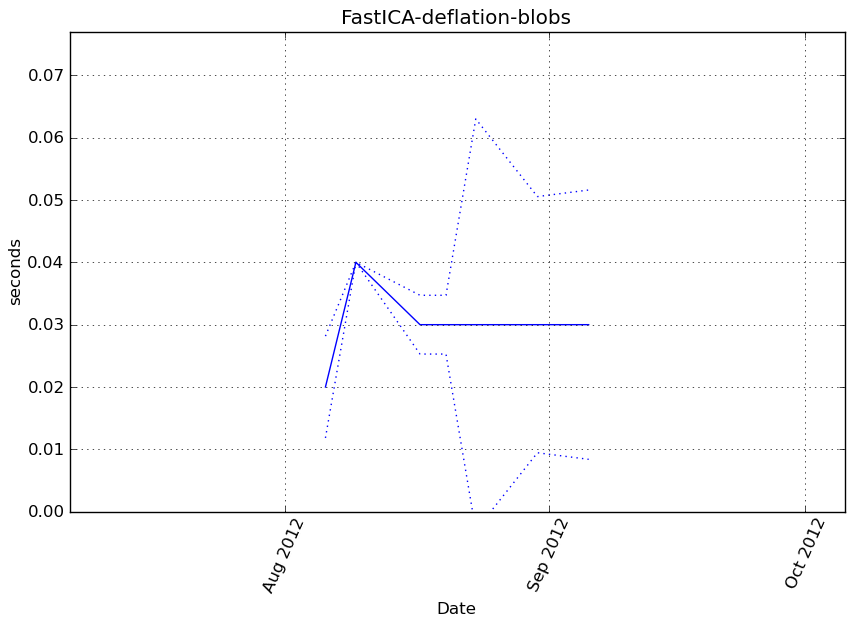 FastICA-deflation-blobs
0.07
0.06
0.05
0.04
0.03
0.02
0.01
0.00
seconds
Aug 2012
Sep 2012
Oct 2012
Date